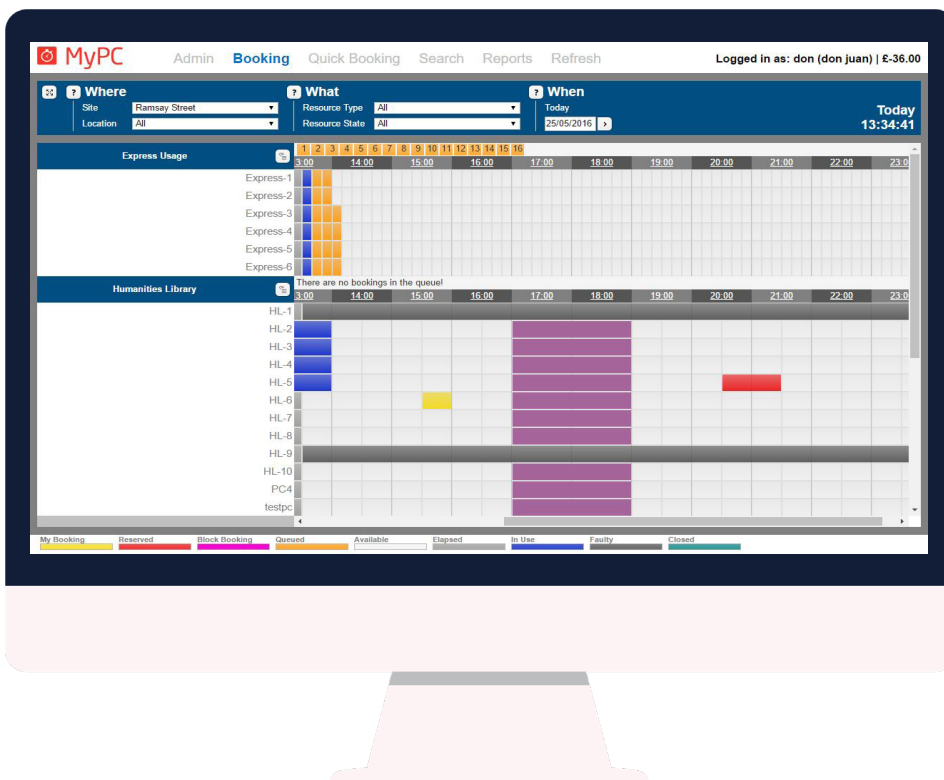 MyPC Admin Booking Quick Booking Search Reports Refresh Logged in as: don (don juan) | £-36.00
? Where ? What ? When
Site Ramsay Street Resource Type All Today Today
Location All Resource State All 25/05/2016 13:34:41
1 2 3 4 5 6 7 8 9 10 11 12 13 14 15 16
Express Usage 3:00 14:00 15:00 16:00 17:00 18:00 19:00 20:00 21:00 22:00 23:0
Express-1
Express-2
Express-3
Express-4
Express-5
Express-6
There are no bookings in the queue!
Humanities Library 3:00 14:00 15:00 16:00 17:00 18:00 19:00 20:00 21:00 22:00 23:0
HL-1
HL-2
HL-3
HL-4
HL-5
HL-6
HL-7
HL-8
HL-9
HL-10
PC4
testpc
My Booking Reserved Block Booking Queued Available Elapsed In Use Faulty Closed